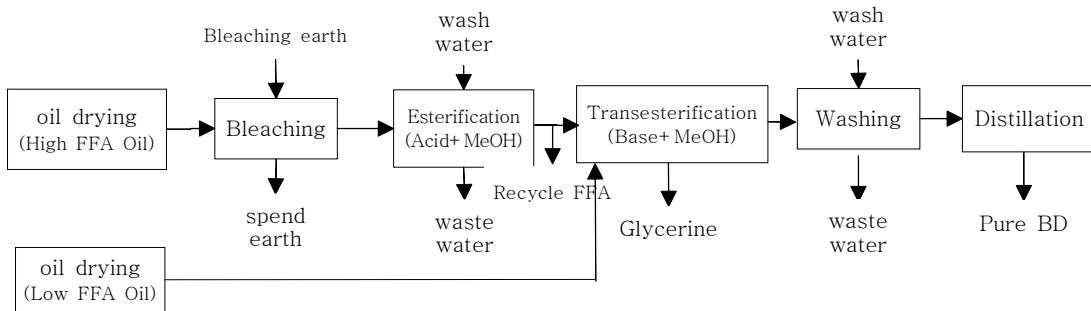 wash
water
wash
water
Bleaching earth
oil drying
(High FFA Oil)
Bleaching
Esterification
(Acid+MeOH)
Transesterification
(Base+MeOH)
Washing
Distillation
Recycle FFA
spend
earth
waste
water
Glycerine
waste
water
Pure BD
oil drying
(Low FFA Oil)